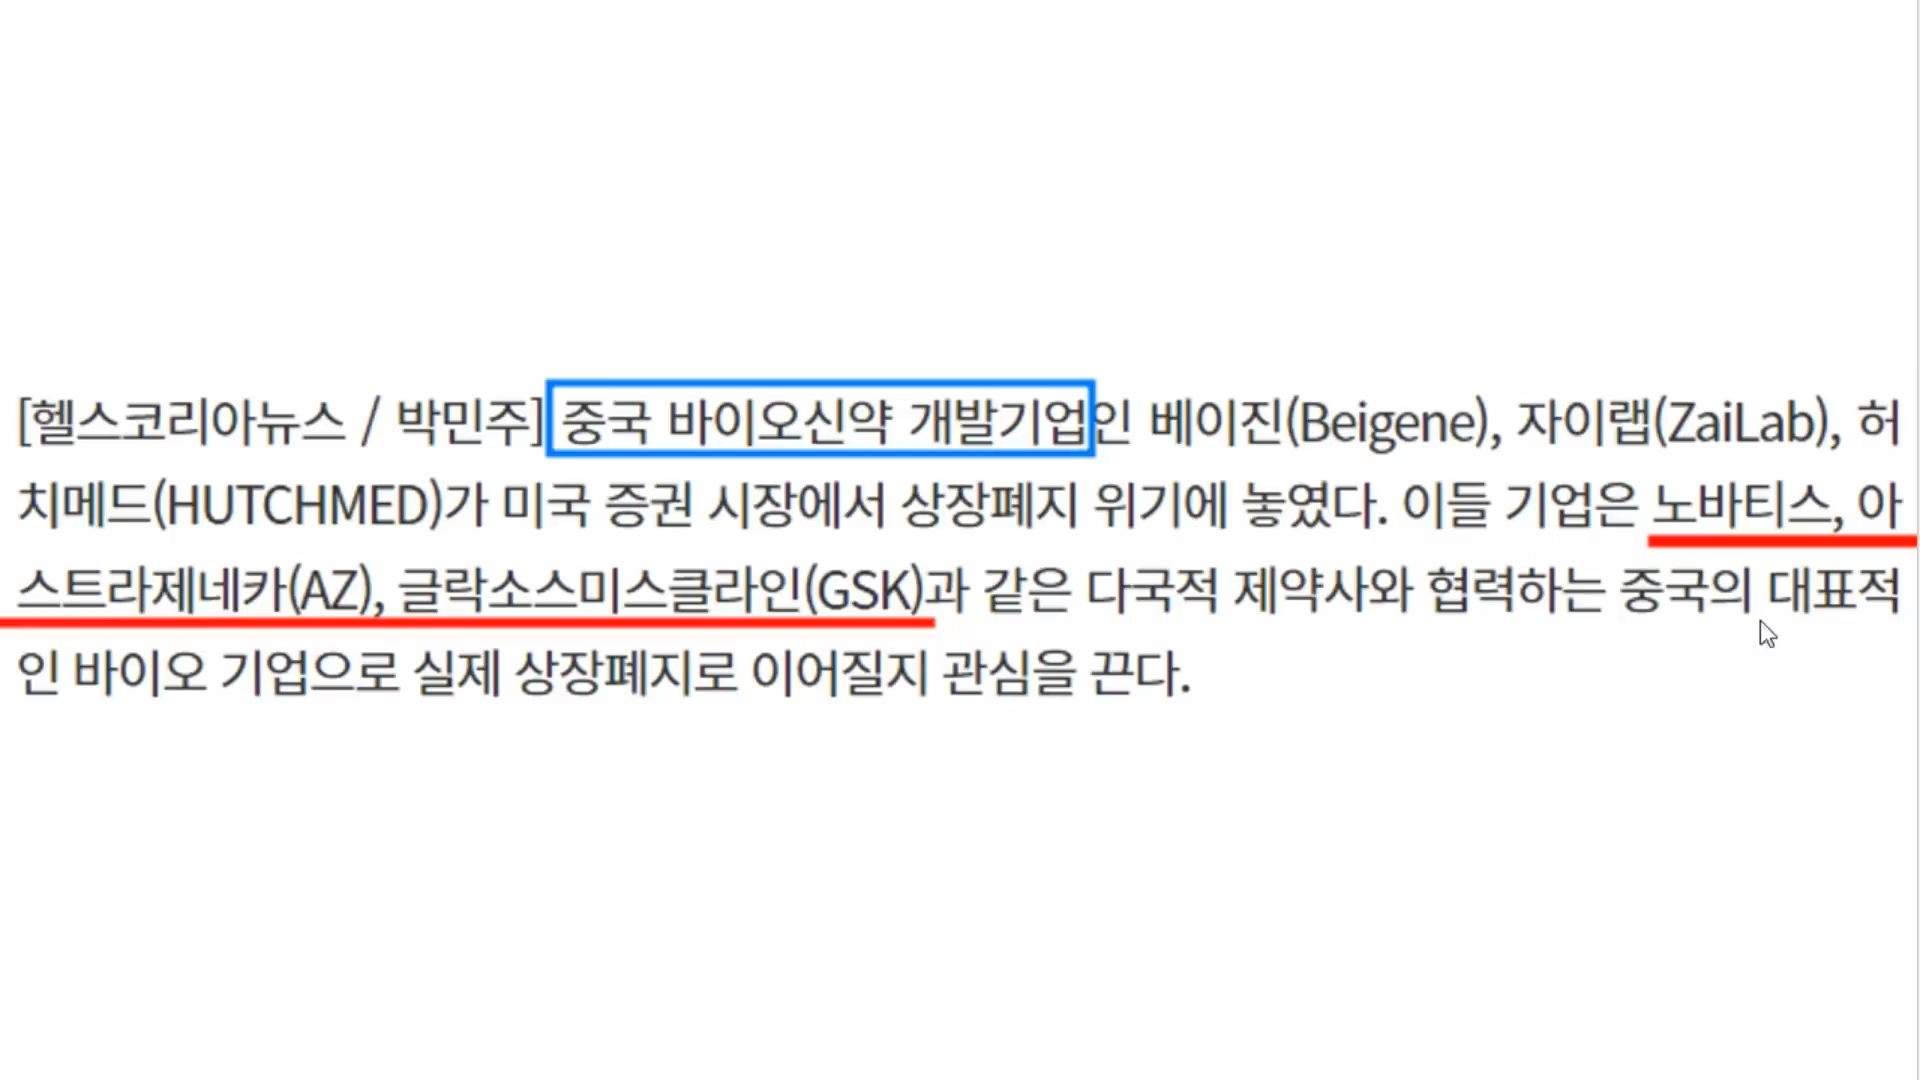 [헬스코리아뉴스 / 박민주] 중국 바이오신약 개발기업인 베이진(Beigene), 자이랩(ZaiLab), 허
치메드(HUTCHMED)가 미국 증권 시장에서 상장폐지 위기에 놓였다. 이들 기업은 노바티스, 아
스트라제네카(AZ), 글락소스미스클라인(GSK)과 같은 다국적 제약사와 협력하는 중국의 대표적
인 바이오 기업으로 실제 상장폐지로 이어질지 관심을 끈다.